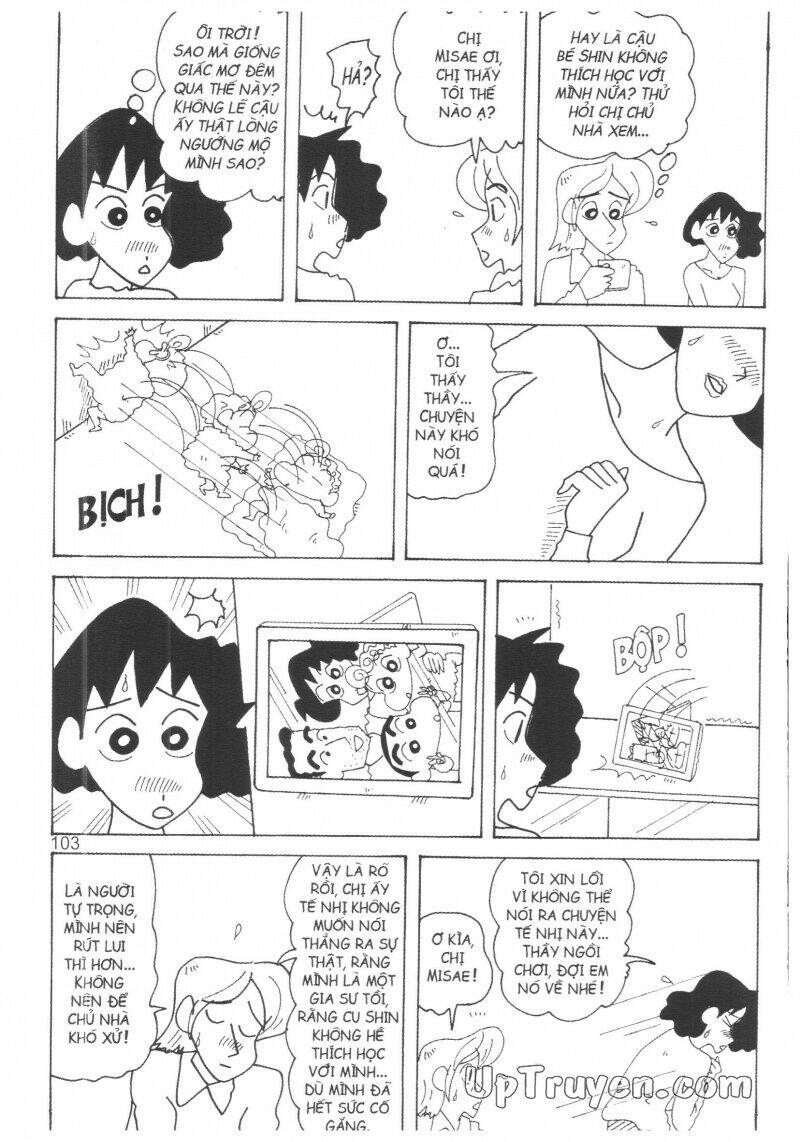 HAY LÀ CẬU
BÉ SHIN KHÔNG
THÍCH HỌC VỚI
MÌNH NỮA? THỬ
HỎI CHỊ CHỦ
NHÀ XEM...
CHỊ
MISAE ƠI,
CHỊ THẤY
TÔI THẾ
NÀO Ạ?
HẢ?
ÔI TRỜI!
SAO MÀ GIỐNG
GIẤC MƠ ĐÊM
QUA THẾ NÀY?
KHÔNG LẼ CẬU
ẤY THẬT LÒNG
NGƯỠNG MỘ
MÌNH SAO?
Ơ...
TÔI
THẤY
THẦY...
CHUYỆN
NÀY KHÓ
NÓI
QUÁ!
BỊCH!
BỘP!
103
TÔI XIN LỖI
VÌ KHÔNG THỂ
NÓI RA CHUYỆN
TẾ NHỊ NÀY...
THẦY NGỒI
CHƠI, ĐỢI EM
NÓ VỀ NHÉ!
Ơ KÌA,
CHỊ
MISAE!
VẬY LÀ RÕ
RỒI, CHỊ ẤY
TẾ NHỊ KHÔNG
MUỐN NÓI
THẲNG RA SỰ
THẬT, RẰNG
MÌNH LÀ MỘT
GIA SƯ TỒI,
RẰNG CU SHIN
KHÔNG HỀ
THÍCH HỌC
VỚI MÌNH...
DÙ MÌNH ĐÃ
HẾT SỨC CỐ
GẮNG.
LÀ NGƯỜI
TỰ TRỌNG,
MÌNH NÊN
RÚT LUI
THÌ HƠN...
KHÔNG
NÊN ĐỂ
CHỦ NHÀ
KHÓ XỬ!
UpTruyen.com